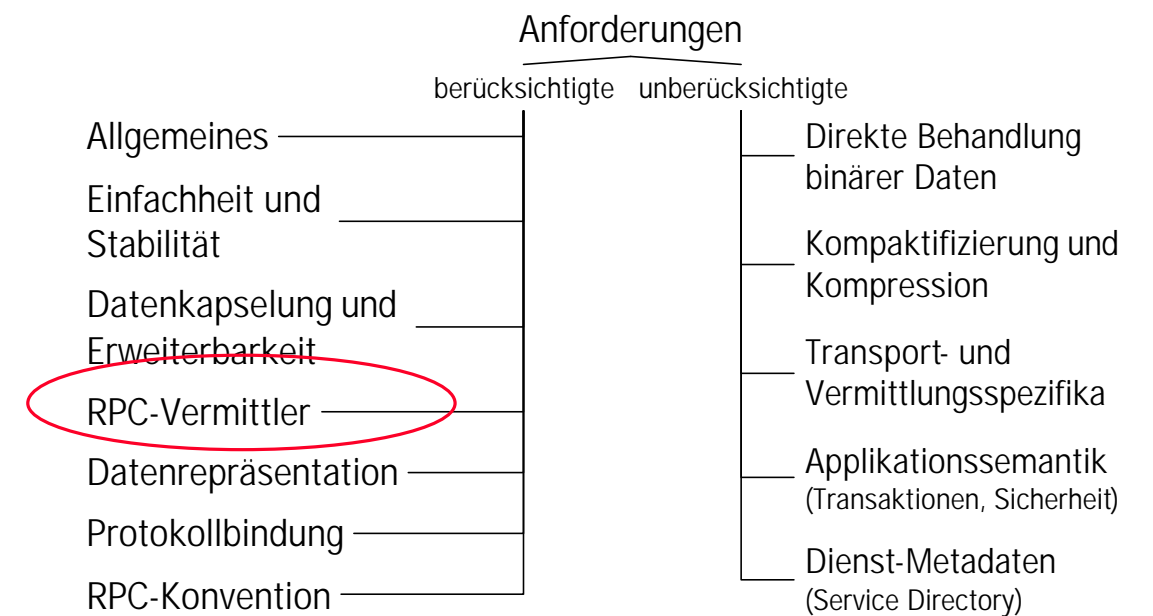 Anforderungen
berücksichtigte unberücksichtigte
Allgemeines
Einfachheit und
Stabilität
Datenkapselung und
Erweiterbarkeit
RPC-Vermittler
Datenrepräsentation
Protokollbindung
RPC-Konvention
Direkte Behandlung
binärer Daten
Kompaktifizierung und
Kompression
Transport- und
Vermittlungsspezifika
Applikationssemantik
(Transaktionen, Sicherheit)
Dienst-Metadaten
(Service Directory)